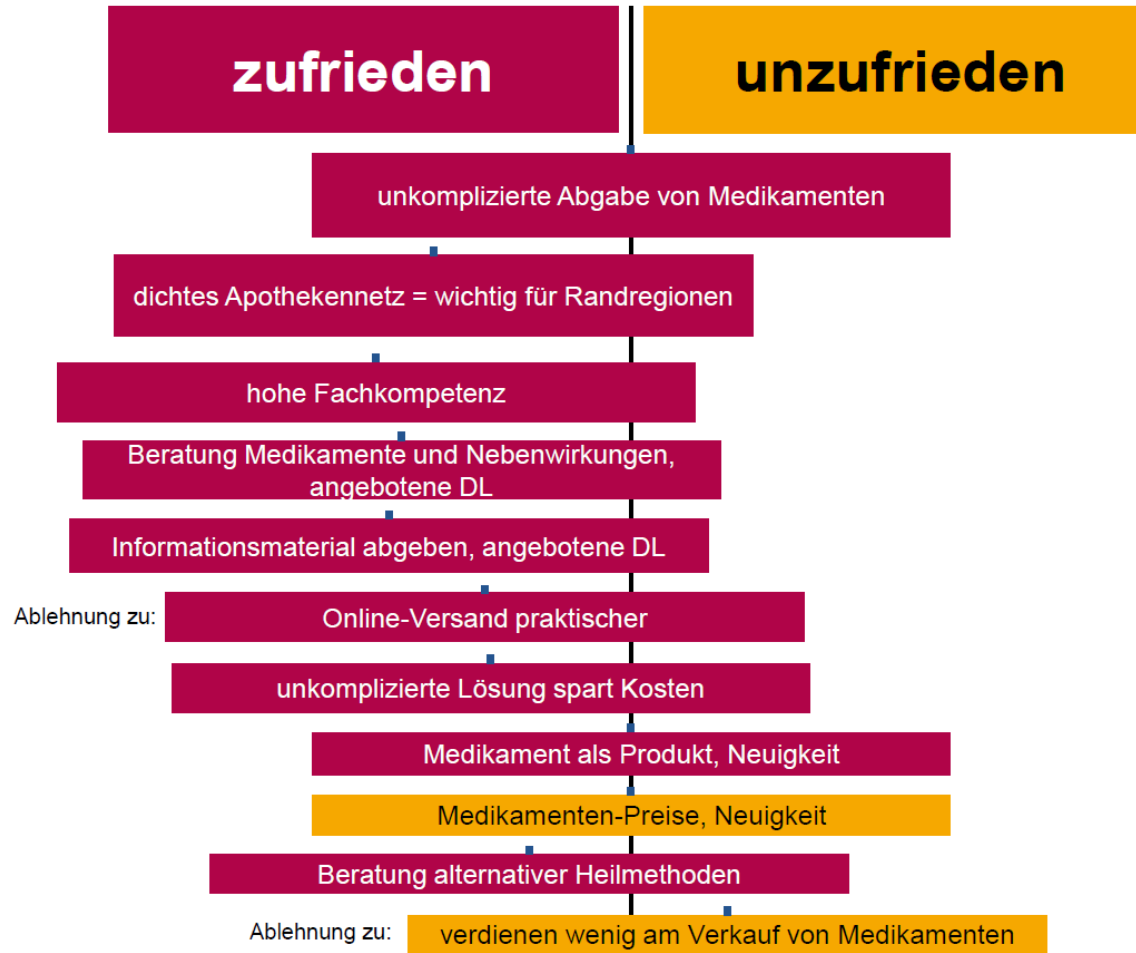 zufrieden
unzufrieden
unkomplizierte Abgabe von Medikamenten
dichtes Apothekennetz = wichtig für Randregionen
hohe Fachkompetenz
Beratung Medikamente und Nebenwirkungen,
angebotene DL
Informationsmaterial abgeben, angebotene DL
Ablehnung zu:
Online-Versand praktischer
unkomplizierte Lösung spart Kosten
Medikament als Produkt, Neuigkeit
Medikamenten-Preise, Neuigkeit
Beratung alternativer Heilmethoden
Ablehnung zu:
verdienen wenig am Verkauf von Medikamenten